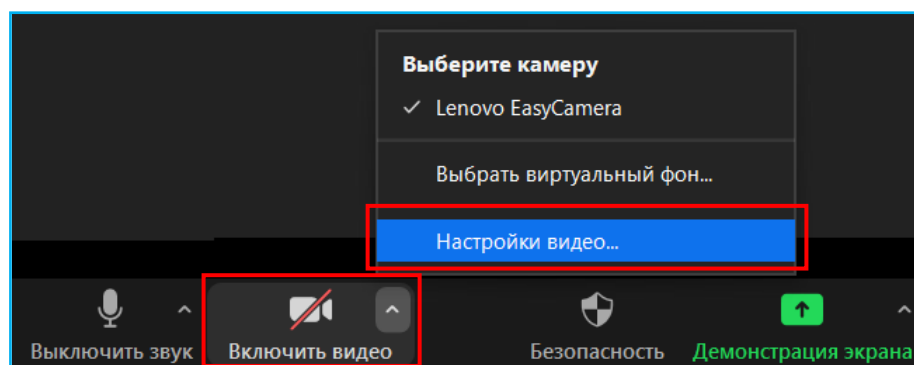 Выберите камеру
Lenovo EasyCamera
Выбрать виртуальный фон...
Настройки видео...
Выключить звук
Включить видео
Безопасность
Демонстрация экрана